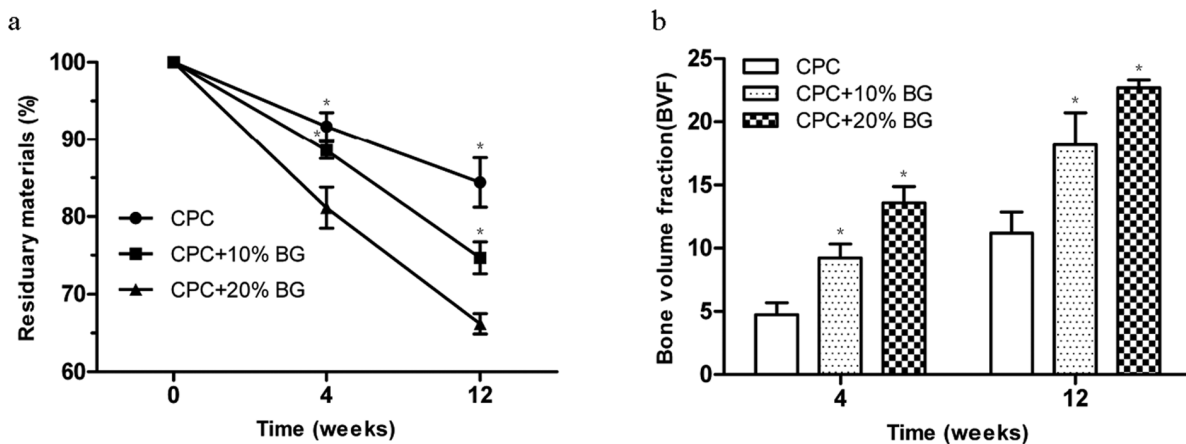 a
100
90
80
70
60
Residuary materials (%)
*
*
*
*
CPC
CPC+10% BG
CPC+20% BG
0
4
12
Time (weeks)
b
25
20
15
10
5
0
Bone volume fraction(BVF)
CPC
CPC+10% BG
CPC+20% BG
*
*
*
*
4
12
Time (weeks)